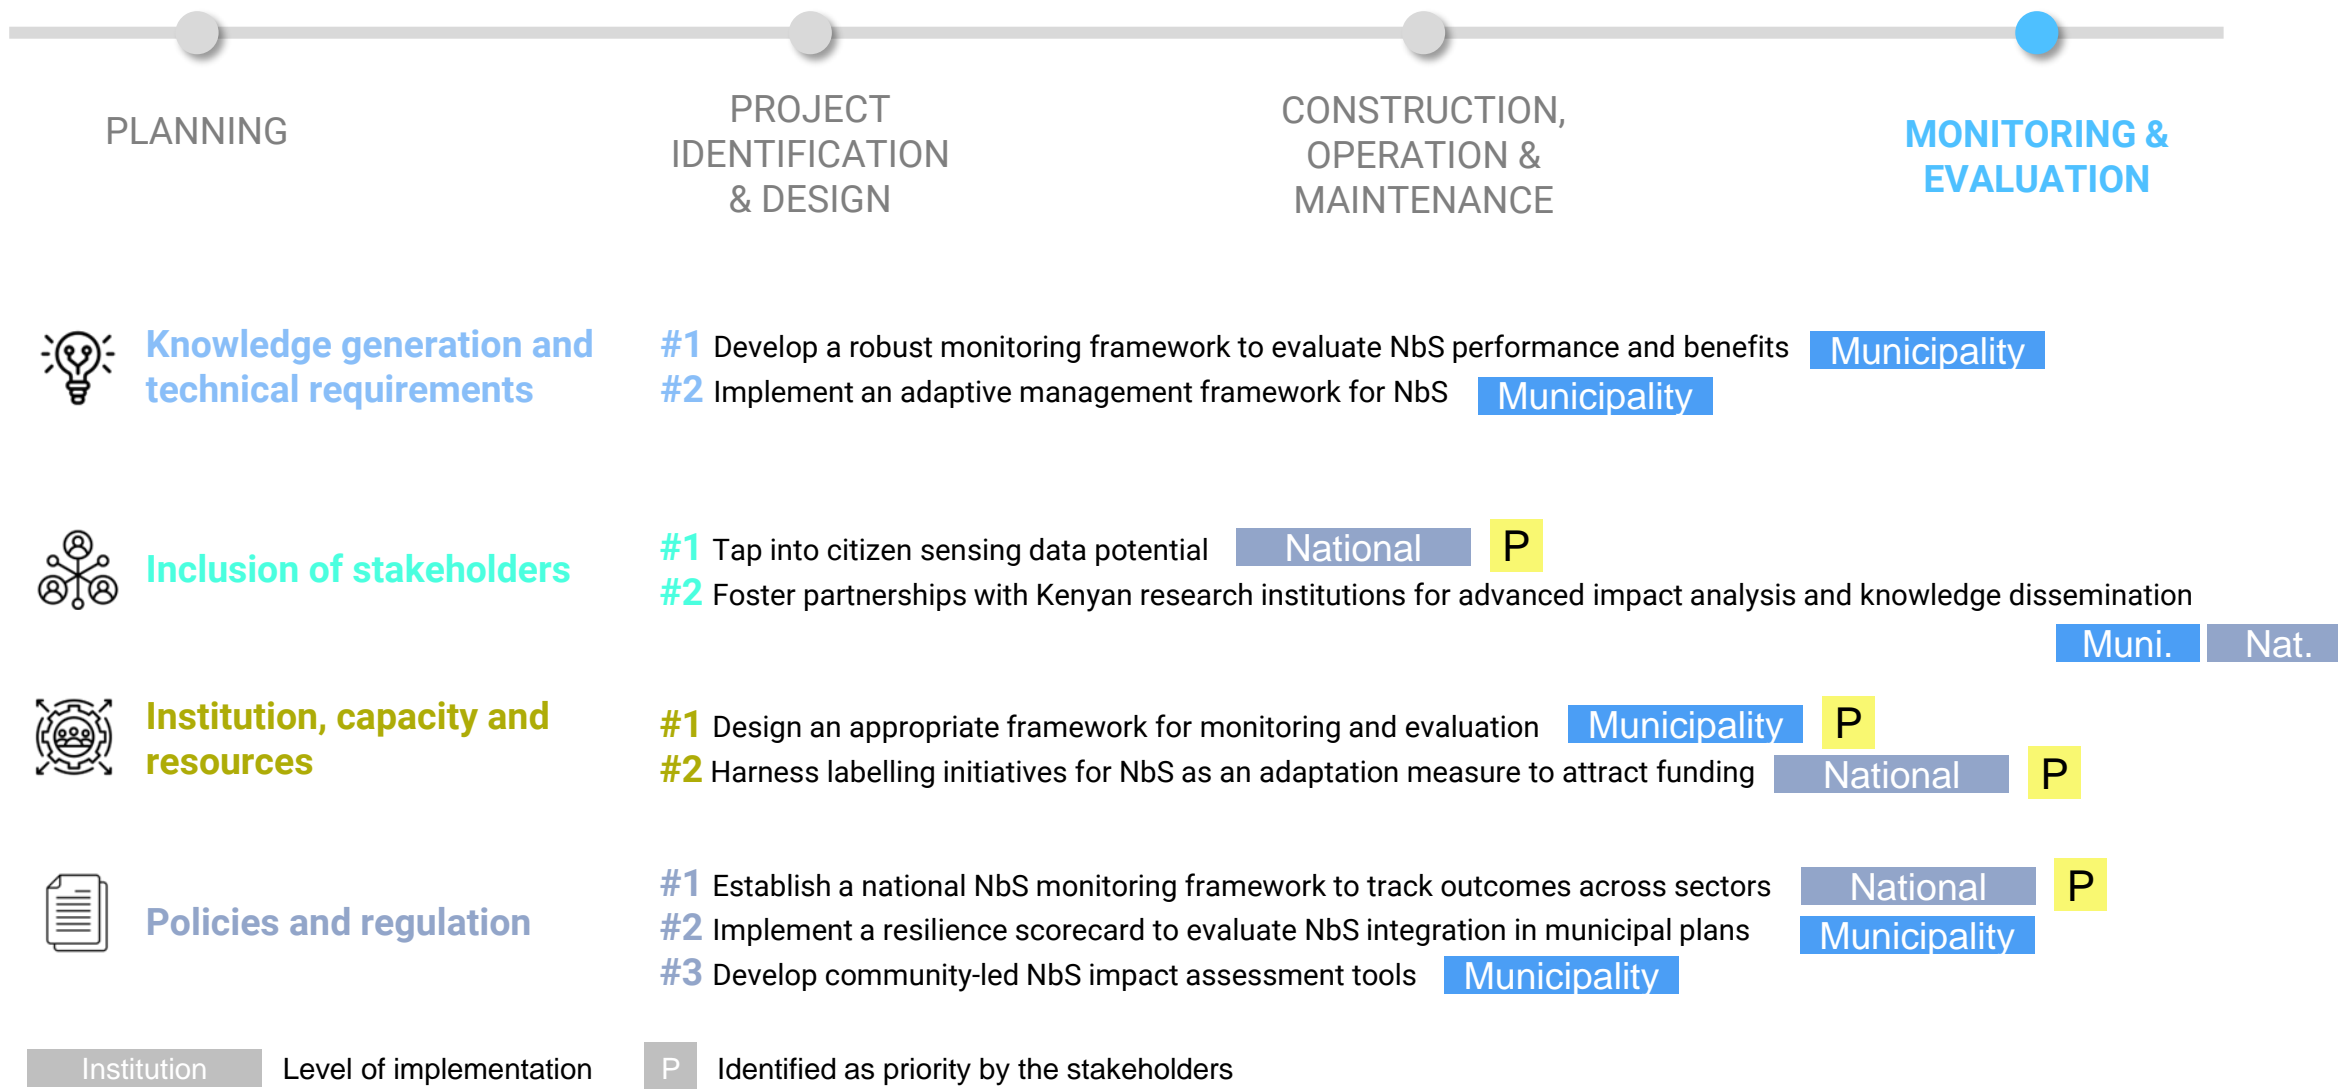 PLANNING
PROJECT
IDENTIFICATION
& DESIGN
CONSTRUCTION,
OPERATION &
MAINTENANCE
MONITORING &
EVALUATION
Knowledge generation and
technical requirements
#1 Develop a robust monitoring framework to evaluate NbS performance and benefits Municipality
#2 Implement an adaptive management framework for NbS Municipality
Inclusion of stakeholders
#1 Tap into citizen sensing data potential National P
#2 Foster partnerships with Kenyan research institutions for advanced impact analysis and knowledge dissemination
Muni. Nat.
Institution, capacity and
resources
#1 Design an appropriate framework for monitoring and evaluation Municipality P
#2 Harness labelling initiatives for NbS as an adaptation measure to attract funding National P
Policies and regulation
#1 Establish a national NbS monitoring framework to track outcomes across sectors National P
#2 Implement a resilience scorecard to evaluate NbS integration in municipal plans Municipality
#3 Develop community-led NbS impact assessment tools Municipality
Institution Level of implementation P Identified as priority by the stakeholders